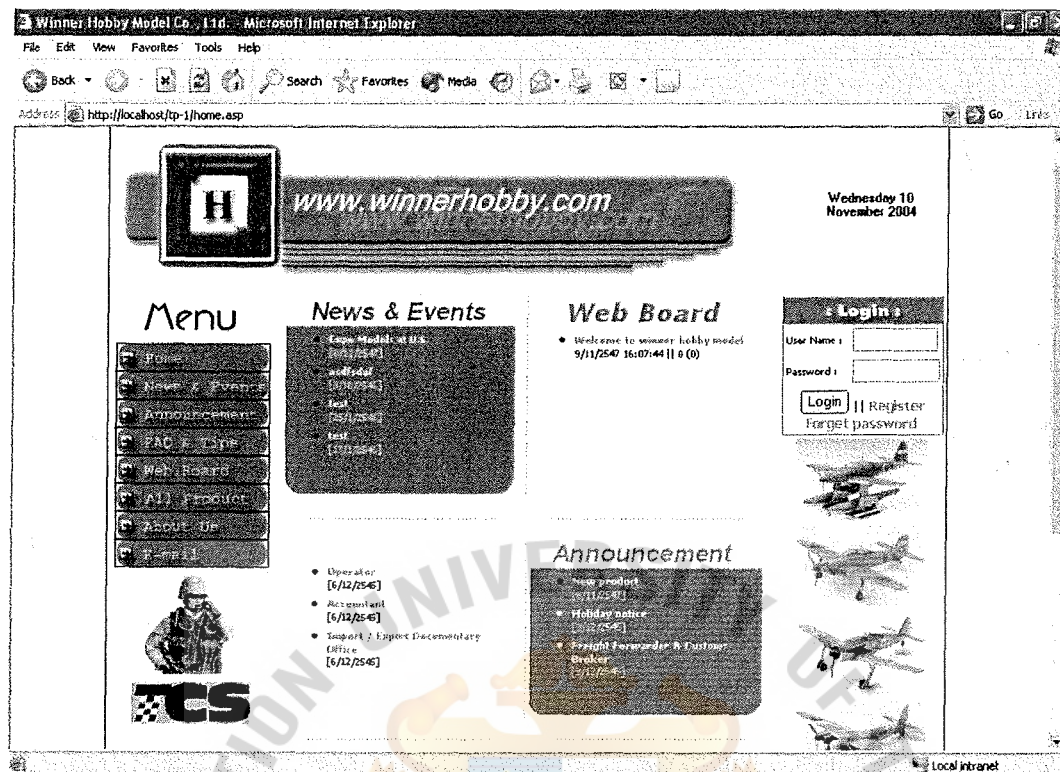 Winner Hobby Model Co., Ltd. - Microsoft Internet Explorer
File Edit View Favorites Tools Help
Back Search Favorites Media
Address http://localhost/tp-1/home.asp Go Links
H
www.winnerhobby.com
Wednesday 10
November 2004
Menu
Home
News & Events
Announcement
FAQ & Tips
Web Board
All Product
About Us
E-mail
TCS
News & Events
test
test
Operator
[6/12/2545]
Accountant
[6/12/2545]
Import / Export Documentary
Office
[6/12/2545]
Web Board
Welcome to winner hobby model
9/11/2547 16:07:44 || 0 (0)
Announcement
New product
Holiday notice
Freight Forwarder & Customer
Broker
: Login :
User Name :
Password :
Login || Register
Forget password
Local intranet